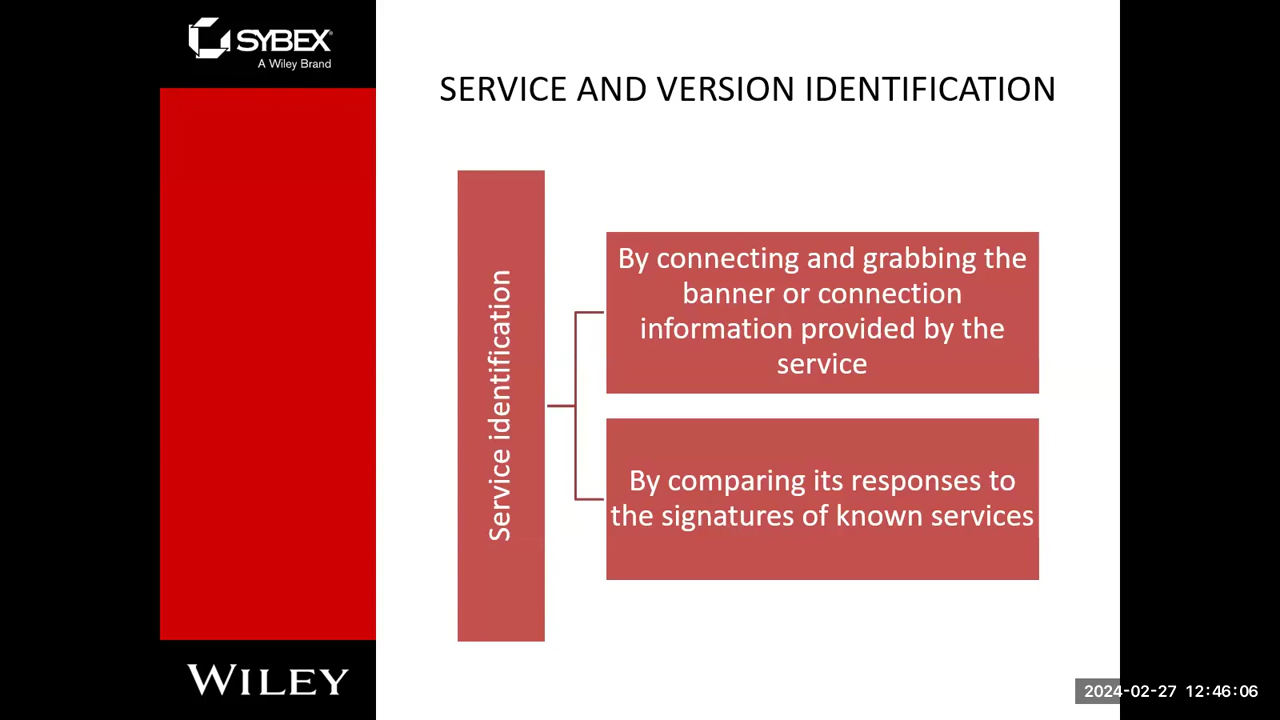 SYBEX
A Wiley Brand
SERVICE AND VERSION IDENTIFICATION
Service identification
By connecting and grabbing the
banner or connection
information provided by the
service
By comparing its responses to
the signatures of known services
WILEY
2024-02-27 12:46:06